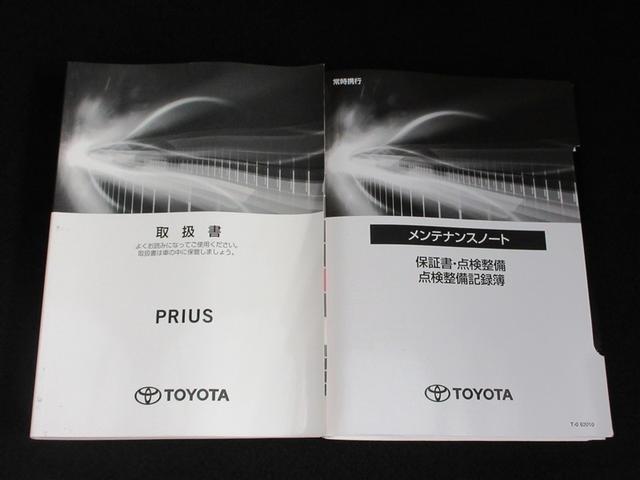 取扱書
よくお読みになってご使用ください。
取扱書は車の中に保管しましょう。
PRIUS
TOYOTA
常時携行
メンテナンスノート
保証書・点検整備
点検整備記録簿
TOYOTA